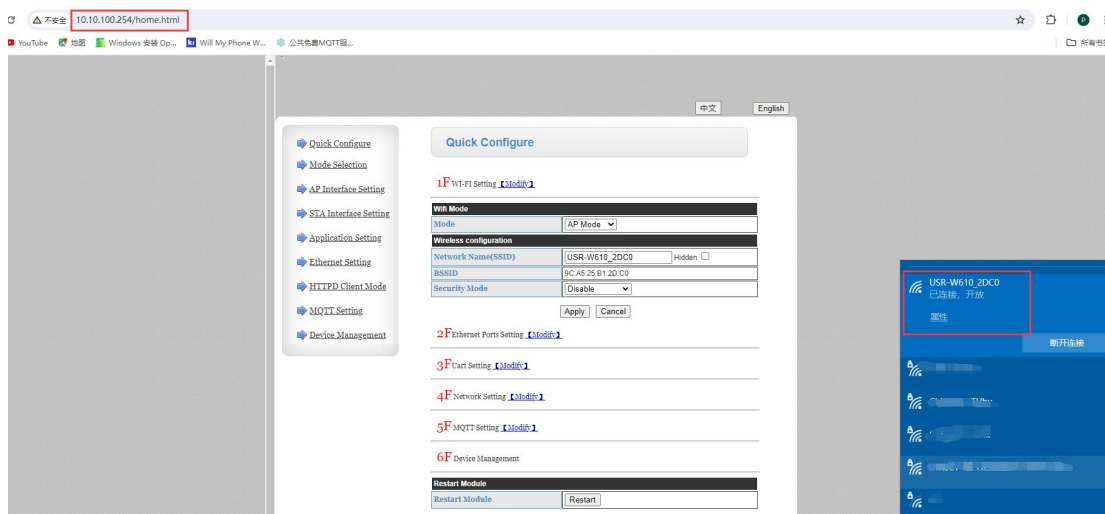 不安全 10.10.100.254/home.html
YouTube 地图 Windows 安装 Op... Will My Phone W... 公共免费MQTT服...
所有书签
中文 English
Quick Configure
Mode Selection
AP Interface Setting
STA Interface Setting
Application Setting
Ethernet Setting
HTTPD Client Mode
MQTT Setting
Device Management
Quick Configure
1F WI-FI Setting 【Modify】
Wifi Mode
Mode AP Mode
Wireless configuration
Network Name(SSID) USR-W610_2DC0 Hidden
BSSID 9C:A5:25:B1:2D:C0
Security Mode Disable
Apply Cancel
2F Ethernet Ports Setting 【Modify】
3F Uart Setting 【Modify】
4F Network Setting 【Modify】
5F MQTT Setting 【Modify】
6F Device Management
Restart Module
Restart Module Restart
USR-W610_2DC0
已连接，开放
属性
断开连接